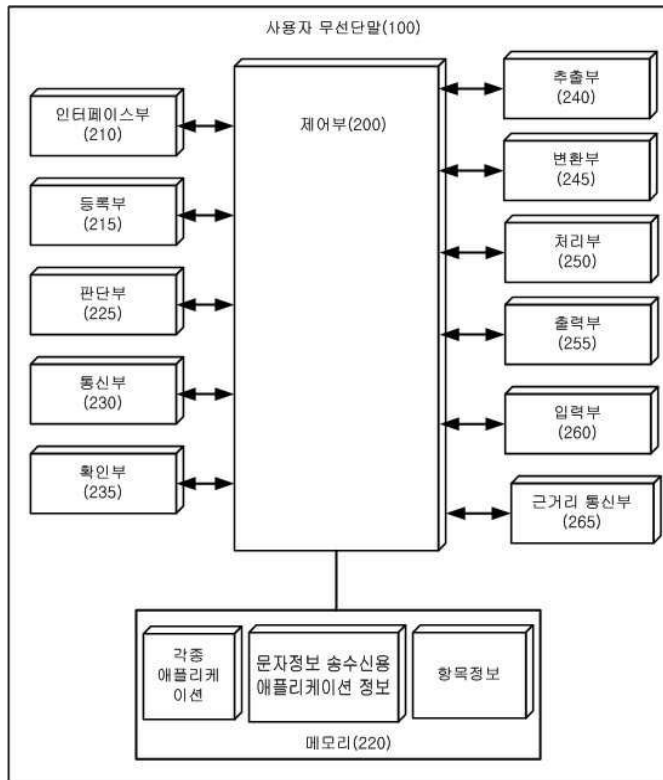 사용자 무선단말(100)
인터페이스부
(210)
등록부
(215)
판단부
(225)
통신부
(230)
확인부
(235)
제어부(200)
추출부
(240)
변환부
(245)
처리부
(250)
출력부
(255)
입력부
(260)
근거리 통신부
(265)
각종
애플리케
이션
문자정보 송수신용
애플리케이션 정보
항목정보
메모리(220)